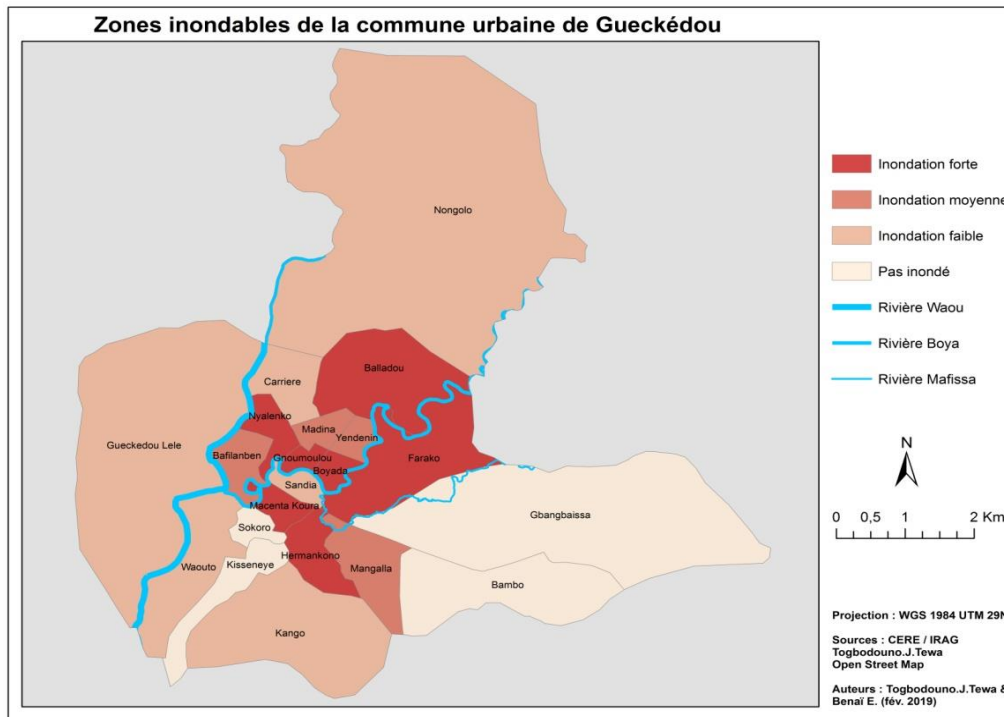 Zones inondables de la commune urbaine de Gueckédou
Nongolo
Balladou
Carriere
Nyalenko
Madina
Yendenin
Gueckedou Lele
Bafilanben
Gnoumoulou
Farako
Boyada
Sandia
Macenta Koura
Gbangbaissa
Sokoro
Hermankono
Kisseneye
Waouto
Mangalla
Bambo
Kango
Inondation forte
Inondation moyenne
Inondation faible
Pas inondé
Rivière Waou
Rivière Boya
Rivière Mafissa
N
0 0,5 1 2 Km
Projection : WGS 1984 UTM 29N
Sources : CERE / IRAG
Togbodouno.J.Tewa
Open Street Map
Auteurs : Togbodouno.J.Tewa &
Benaï E. (fév. 2019)